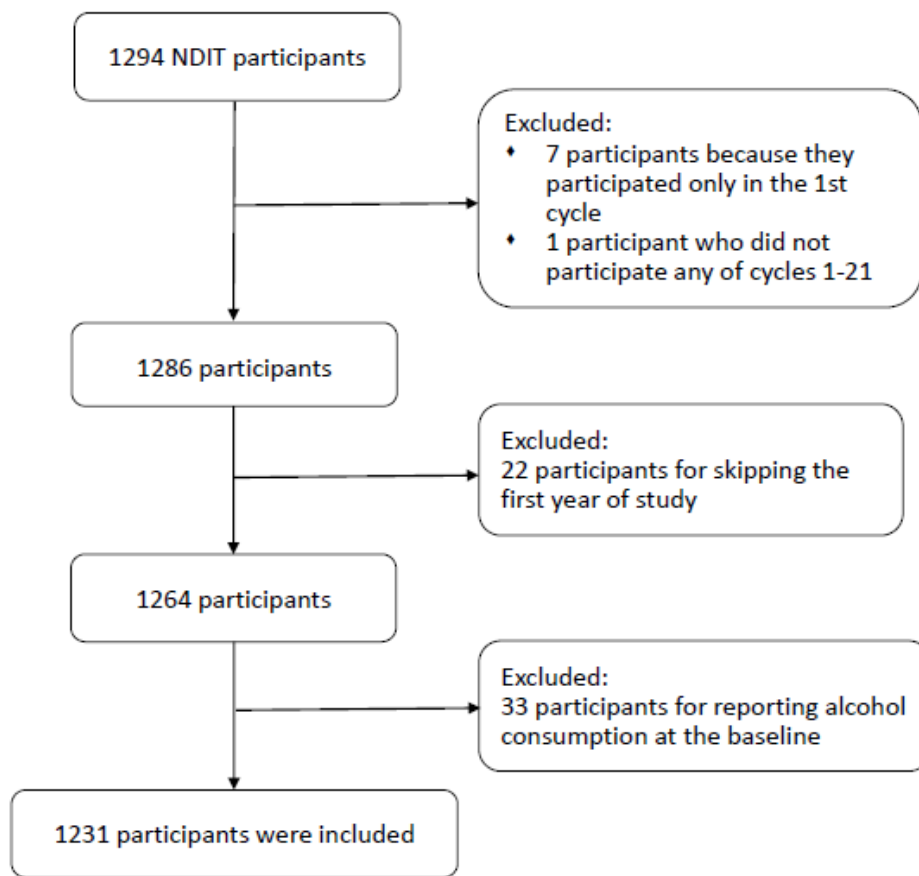 1294 NDIT participants
Excluded:
♦ 7 participants because they
participated only in the 1st
cycle
♦ 1 participant who did not
participate any of cycles 1-21
1286 participants
Excluded:
22 participants for skipping the
first year of study
1264 participants
Excluded:
33 participants for reporting alcohol
consumption at the baseline
1231 participants were included